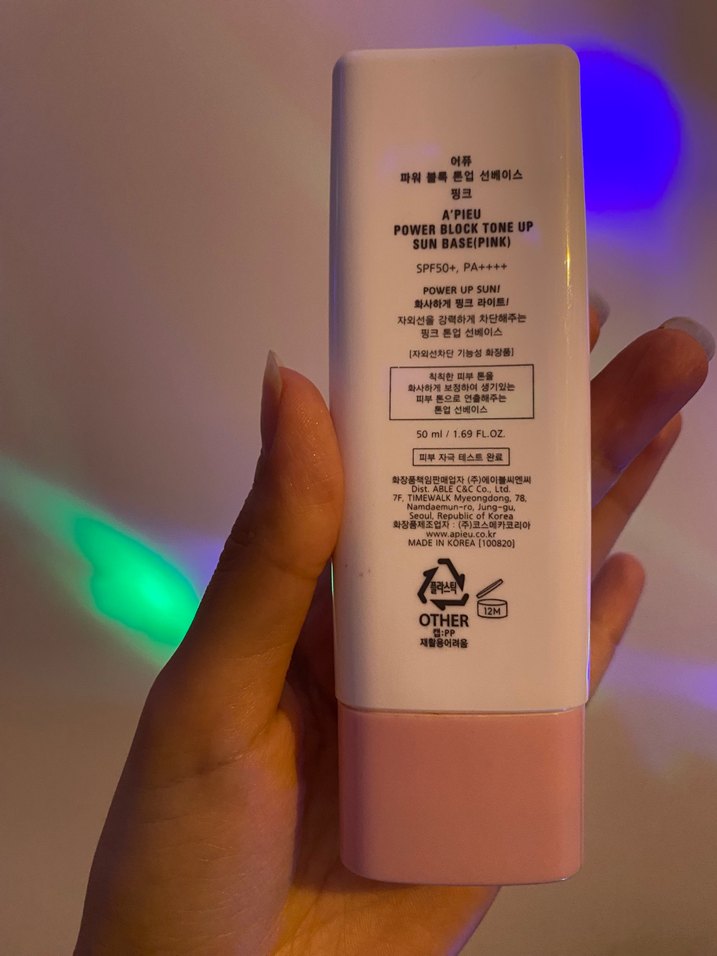 어퓨
파워 블록 톤업 선베이스
핑크
A'PIEU
POWER BLOCK TONE UP
SUN BASE(PINK)
SPF50+, PA++++
POWER UP SUN!
화사하게 핑크 라이트!
자외선을 강력하게 차단해주는
핑크 톤업 선베이스
[자외선차단 기능성 화장품]
칙칙한 피부 톤을
화사하게 보정하여 생기있는
피부 톤으로 연출해주는
톤업 선베이스
50 ml / 1.69 FL.OZ.
피부 자극 테스트 완료
화장품책임판매업자 (주)에이블씨엔씨
Dist. ABLE C&C Co., Ltd.
7F, TIMEWALK Myeongdong, 78,
Namdaemun-ro, Jung-gu,
Seoul, Republic of Korea
화장품제조업자 : (주)코스메카코리아
www.apieu.co.kr
MADE IN KOREA [100820]
플라스틱
12M
OTHER
캡:PP
재활용어려움